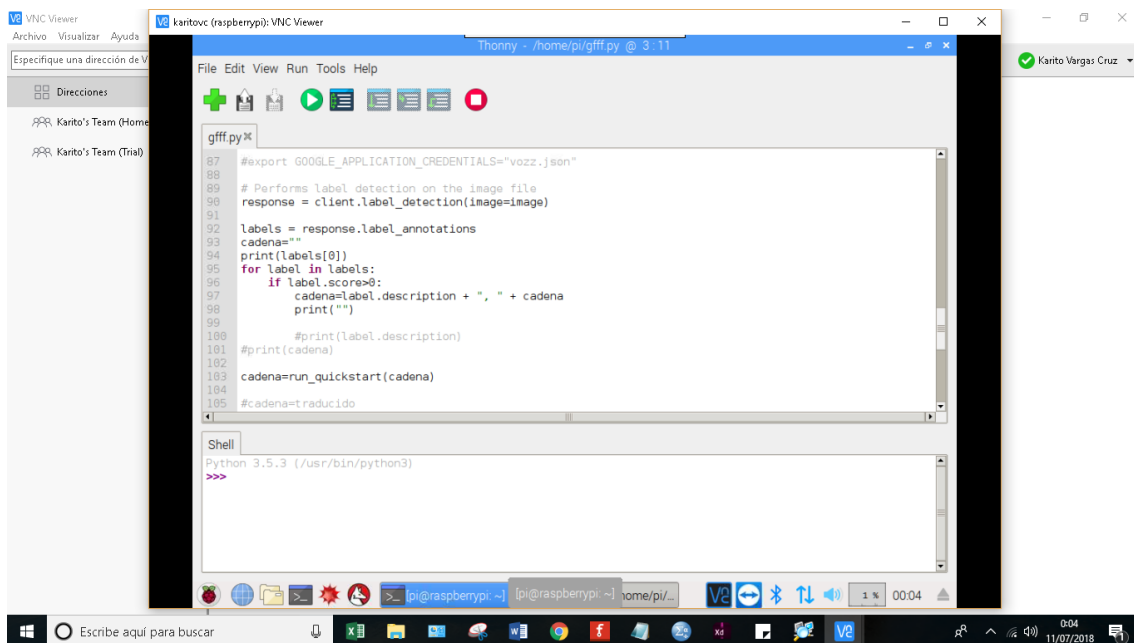 VNC Viewer
Archivo Visualizar Ayuda
Especifique una dirección de V
Direcciones
Karito's Team (Home
Karito's Team (Trial)
karitovc (raspberrypi): VNC Viewer
Karito Vargas Cruz
Thonny - /home/pi/gfff.py @ 3:11
File Edit View Run Tools Help
gfff.py
87 #export GOOGLE_APPLICATION_CREDENTIALS="vozz.json"
88
89 # Performs label detection on the image file
90 response = client.label_detection(image=image)
91
92 labels = response.label_annotations
93 cadena=""
94 print(labels[0])
95 for label in labels:
96 if label.score>0:
97 cadena=label.description + ", " + cadena
98 print("")
99
100 #print(label.description)
101 #print(cadena)
102
103 cadena=run_quickstart(cadena)
104
105 #cadena=traducido
Shell
Python 3.5.3 (/usr/bin/python3)
>>>
[pi@raspberrypi: ~]
[pi@raspberrypi: ~]
home/pi/...
1 %
00:04
Escribe aquí para buscar
0:04
11/07/2018